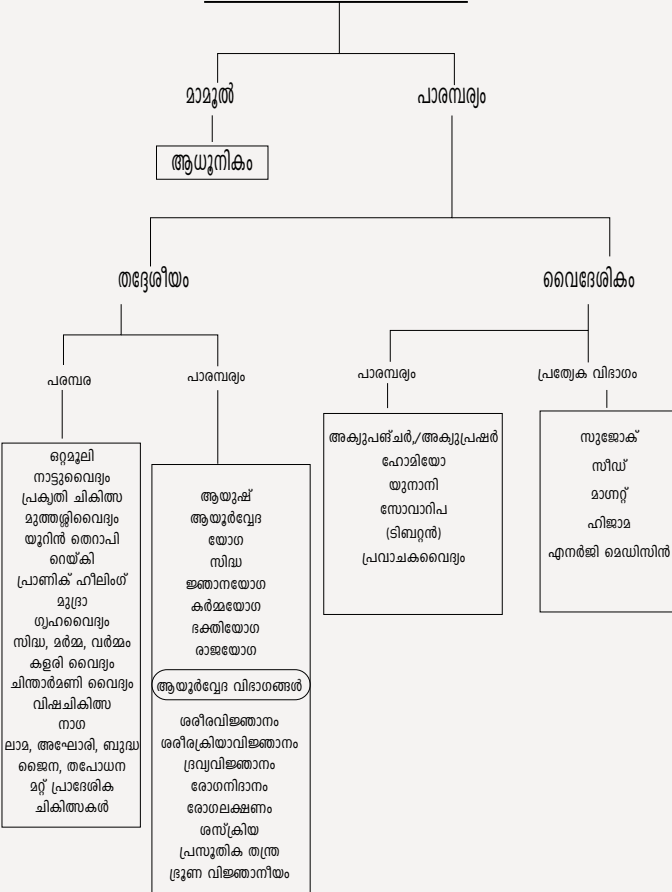 മാമൂൽ
പാരമ്പര്യം
ആധുനികം
തദ്ദേശീയം
വൈദേശികം
പരമ്പര
പാരമ്പര്യം
പാരമ്പര്യം
പ്രത്യേക വിഭാഗം
ഒറ്റമൂലി
നാട്ടുവൈദ്യം
പ്രകൃതി ചികിത്സ
മുത്തശ്ശിവൈദ്യം
യൂറിൻ തെറാപി
റെയ്കി
പ്രാണിക് ഹീലിംഗ്
മുദ്രാ
ഗൃഹവൈദ്യം
സിദ്ധ, മർമ്മ, വർമ്മം
കളരി വൈദ്യം
ചിന്താർമണി വൈദ്യം
വിഷചികിത്സ
നാഗ
ലാമ, അഘോരി, ബുദ്ധ
ജൈന, തപോധന
മറ്റ് പ്രാദേശിക
ചികിത്സകൾ
ആയുഷ്
ആയൂർവ്വേദ
യോഗ
സിദ്ധ
ജ്ഞാനയോഗ
കർമ്മയോഗ
ഭക്തിയോഗ
രാജയോഗ
ആയൂർവ്വേദ വിഭാഗങ്ങൾ
ശരീരവിജ്ഞാനം
ശരീരക്രിയാവിജ്ഞാനം
ദ്രവ്യവിജ്ഞാനം
രോഗനിദാനം
രോഗലക്ഷണം
ശസ്ക്രിയ
പ്രസൂതിക തന്ത്ര
ഭ്രൂണ വിജ്ഞാനീയം
അക്യുപങ്ചർ,/അക്യുപ്രഷർ
ഹോമിയോ
യുനാനി
സോവാറിപ
(ടിബറ്റൻ)
പ്രവാചകവൈദ്യം
സുജോക്
സീഡ്
മാഗ്നറ്റ്
ഹിജാമ
എനർജി മെഡിസിൻ